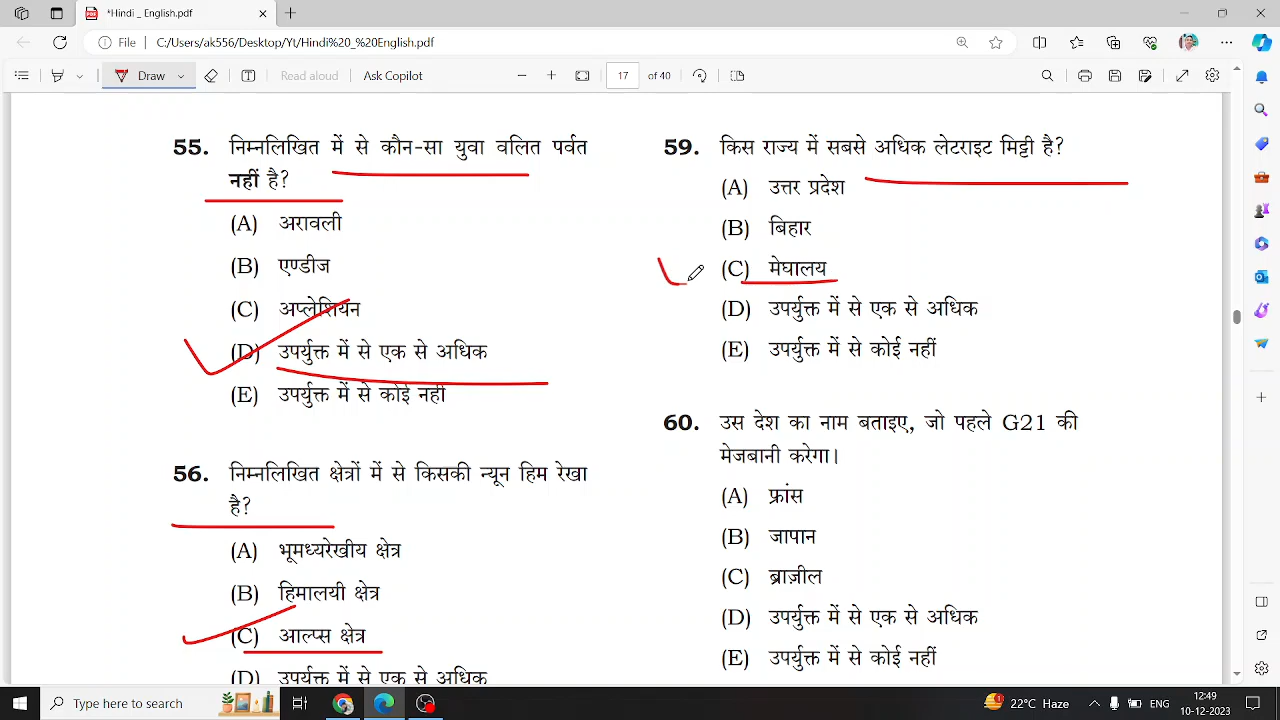 *Hindi _ English.pdf
File
C:/Users/ak556/Desktop/Yt/Hindi%20_%20English.pdf
Draw
Read aloud
Ask Copilot
17
of 40
55. निम्नलिखित में से कौन-सा युवा वलित पर्वत
नहीं है?
(A) अरावली
(B) एण्डीज
(C) अप्लेशियन
(D) उपर्युक्त में से एक से अधिक
(E) उपर्युक्त में से कोई नहीं
56. निम्नलिखित क्षेत्रों में से किसकी न्यून हिम रेखा
है?
(A) भूमध्यरेखीय क्षेत्र
(B) हिमालयी क्षेत्र
(C) आल्प्स क्षेत्र
(D) उपर्युक्त में से एक से अधिक
59. किस राज्य में सबसे अधिक लेटराइट मिट्टी है?
(A) उत्तर प्रदेश
(B) बिहार
(C) मेघालय
(D) उपर्युक्त में से एक से अधिक
(E) उपर्युक्त में से कोई नहीं
60. उस देश का नाम बताइए, जो पहले G21 की
मेजबानी करेगा।
(A) फ्रांस
(B) जापान
(C) ब्राज़ील
(D) उपर्युक्त में से एक से अधिक
(E) उपर्युक्त में से कोई नहीं
Type here to search
22°C Haze
ENG
12:49
10-12-2023